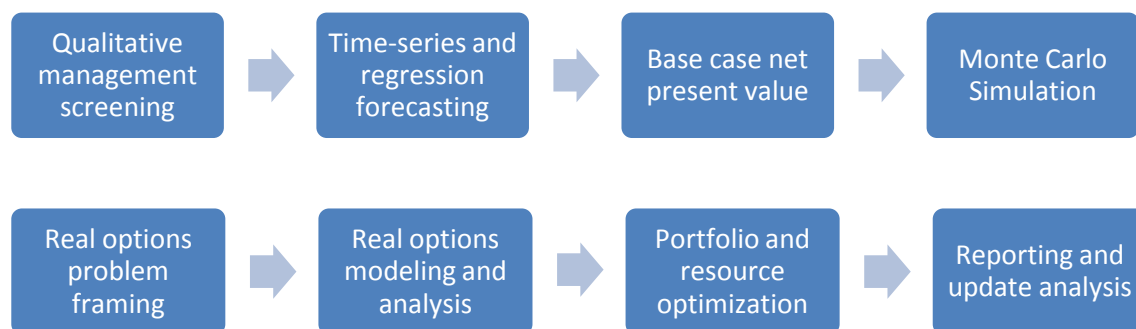 Qualitative
management
screening
Time-series and
regression
forecasting
Base case net
present value
Monte Carlo
Simulation
Real options
problem
framing
Real options
modeling and
analysis
Portfolio and
resource
optimization
Reporting and
update analysis